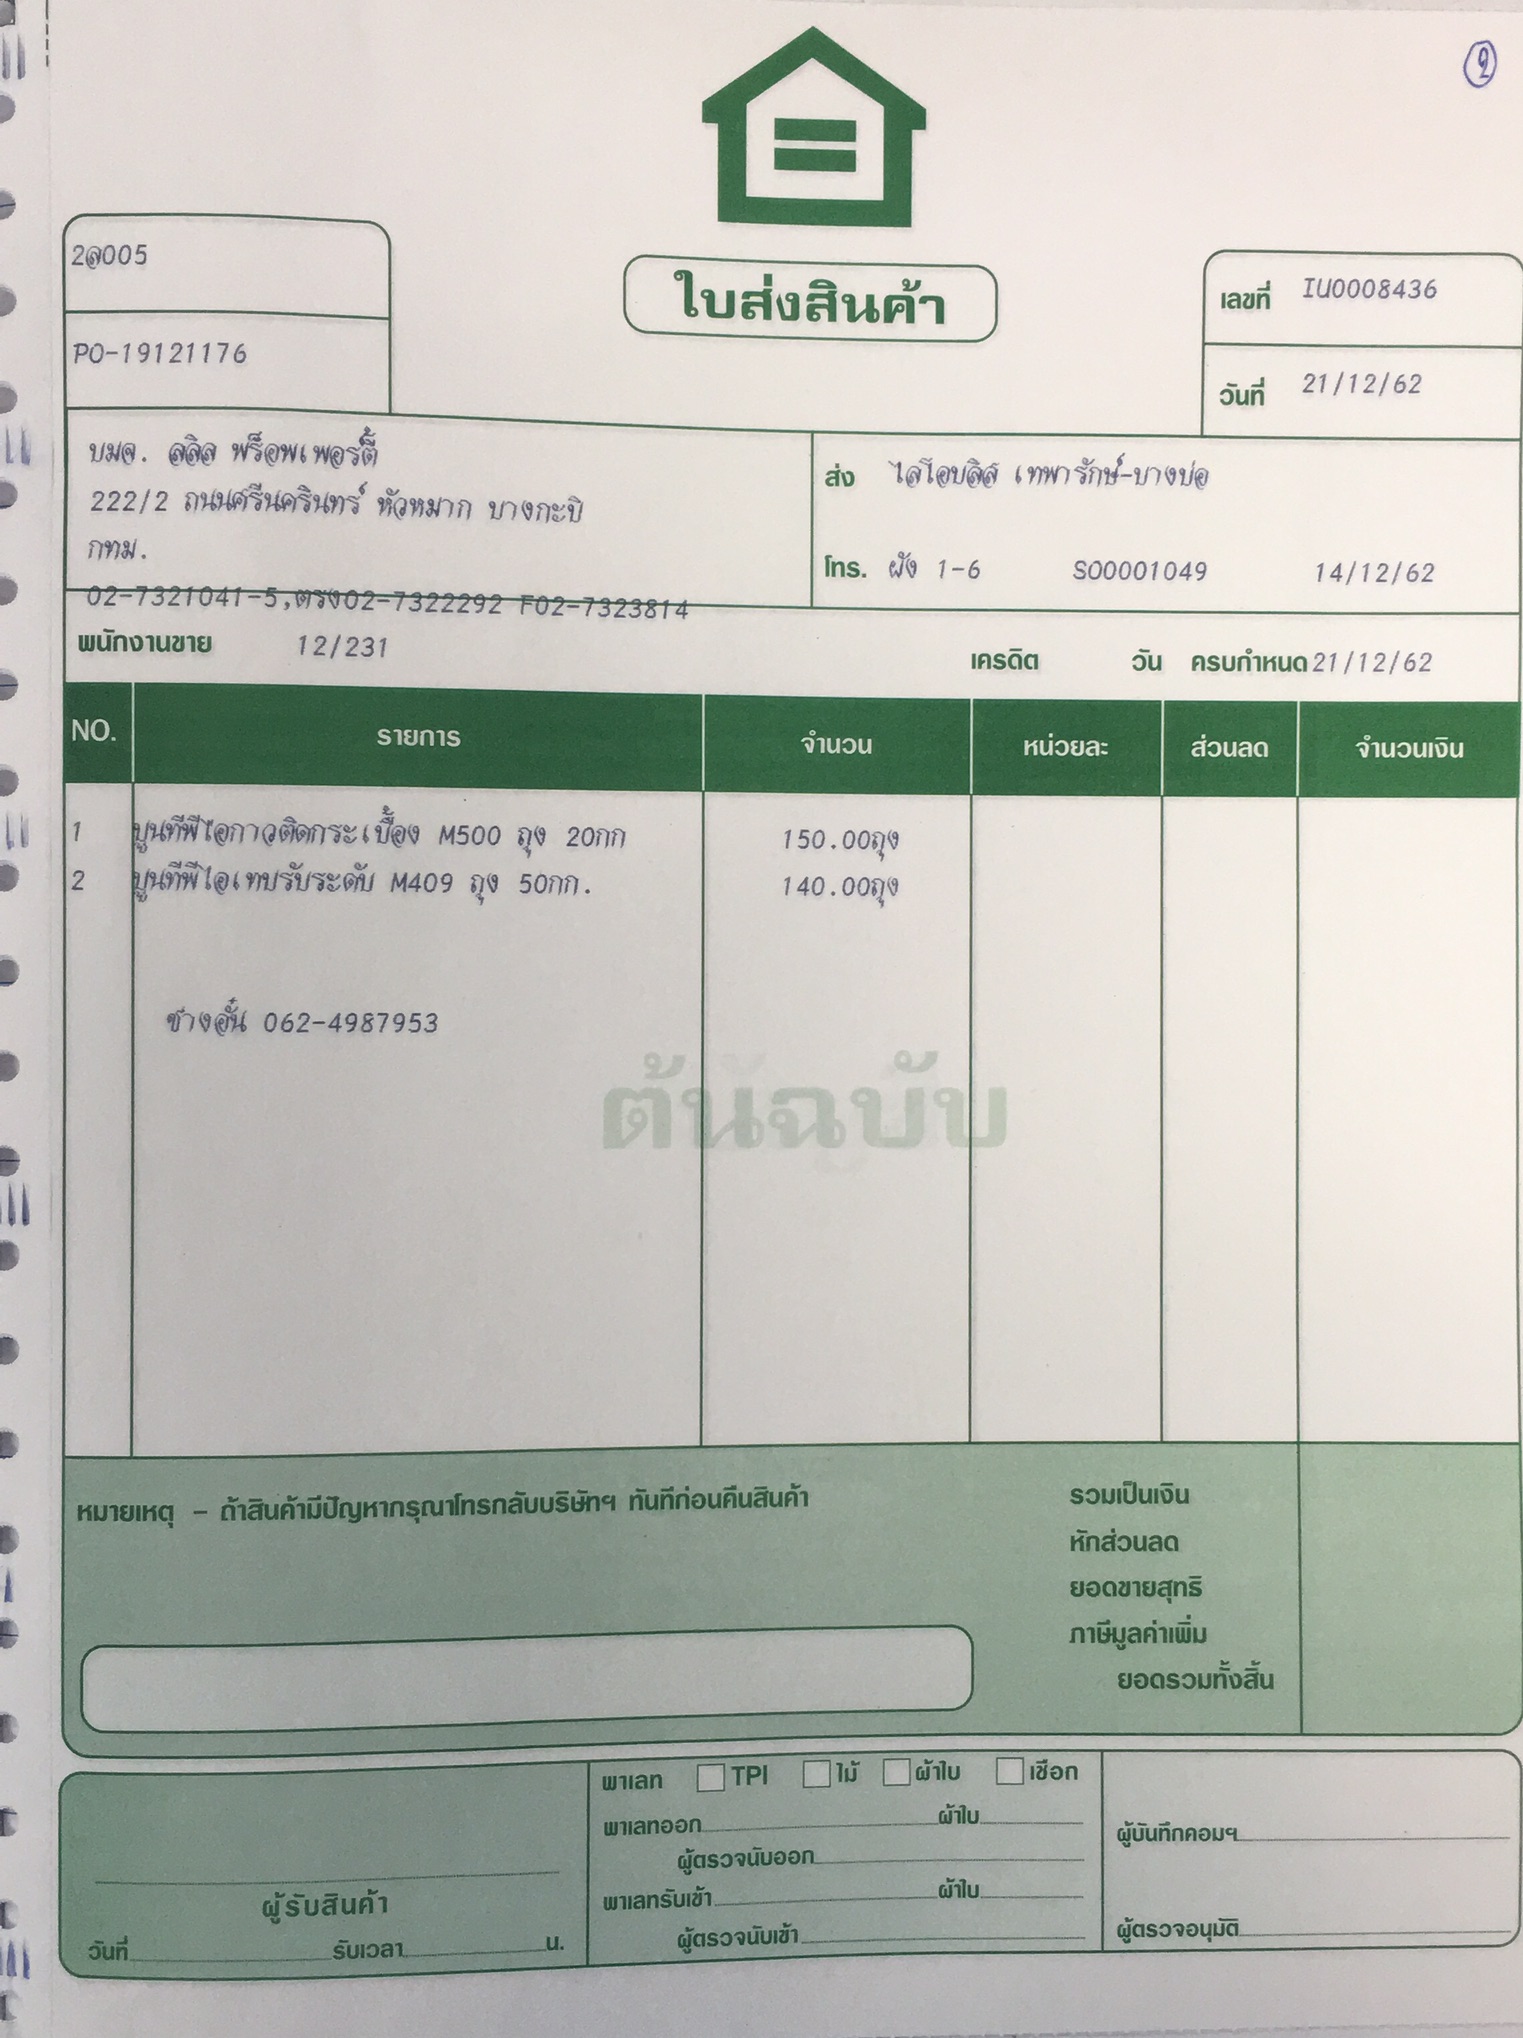 ๑
2ล005
PO-19121176
ใบส่งสินค้า
เลขที่ IU0008436
วันที่ 21/12/62
บมจ. ลลิล พร็อพเพอร์ตี้
222/2 ถนนศรีนครินทร์ หัวหมาก บางกะปิ
กทม.
02-7321041-5,ตรง02-7322292 F02-7323814
ส่ง ไลโอบลิส เทพารักษ์-บางบ่อ
โทร. ผัง 1-6 SO0001049 14/12/62
พนักงานขาย 12/231
เครดิต วัน ครบกำหนด 21/12/62
NO. รายการ จำนวน หน่วยละ ส่วนลด จำนวนเงิน
1 ปูนทีพีไอกาวติดกระเบื้อง M500 ถุง 20กก 150.00ถุง
2 ปูนทีพีไอเทปรับระดับ M409 ถุง 50กก. 140.00ถุง
ช่างอั๋น 062-4987953
ต้นฉบับ
หมายเหตุ - ถ้าสินค้ามีปัญหากรุณาโทรกลับบริษัทฯ ทันทีก่อนคืนสินค้า
รวมเป็นเงิน
หักส่วนลด
ยอดขายสุทธิ
ภาษีมูลค่าเพิ่ม
ยอดรวมทั้งสิ้น
ผู้รับสินค้า
วันที่ รับเวลา น.
พาเลท TPI ไม้ ผ้าใบ เชือก
พาเลทออก ผ้าใบ
ผู้ตรวจนับออก
พาเลทรับเข้า ผ้าใบ
ผู้ตรวจนับเข้า
ผู้บันทึกคอมฯ
ผู้ตรวจอนุมัติ